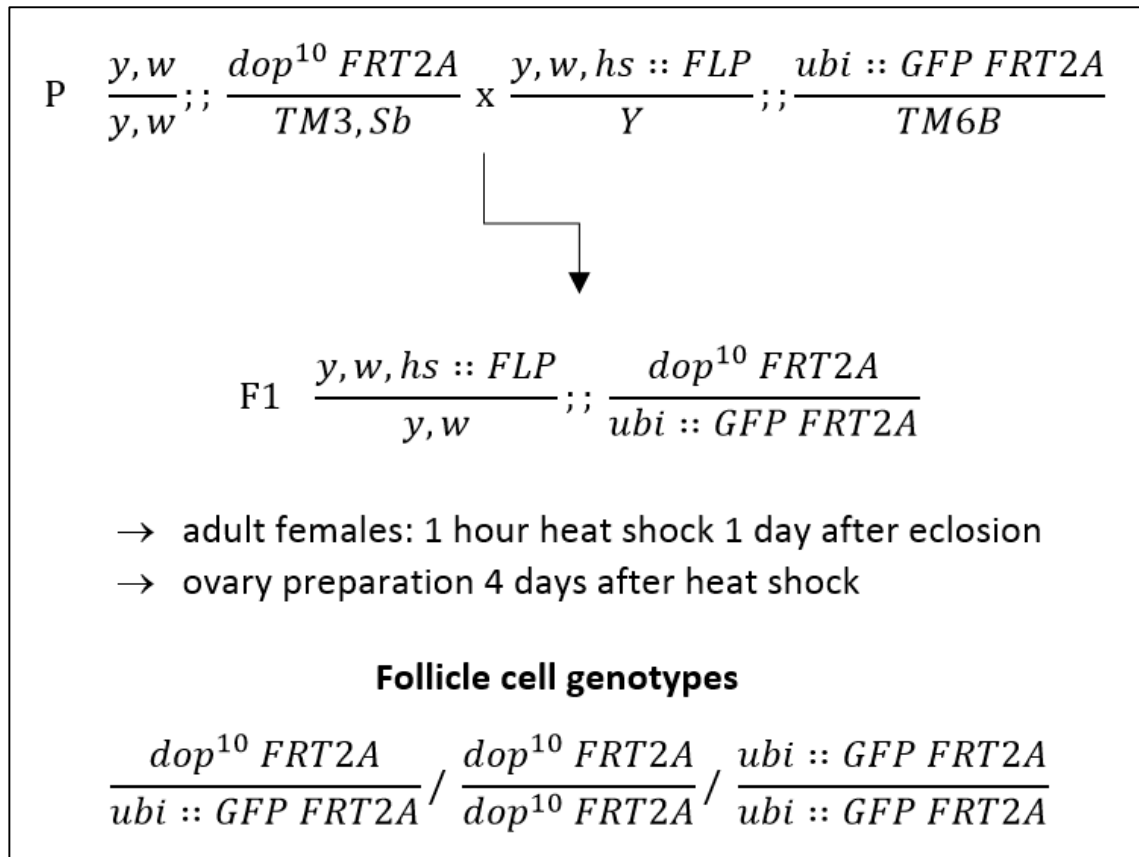 P y, w / y, w ;; dop¹⁰ FRT2A / TM3, Sb x y, w, hs :: FLP / Y ;; ubi :: GFP FRT2A / TM6B
F1 y, w, hs :: FLP / y, w ;; dop¹⁰ FRT2A / ubi :: GFP FRT2A
→ adult females: 1 hour heat shock 1 day after eclosion
→ ovary preparation 4 days after heat shock
Follicle cell genotypes
dop¹⁰ FRT2A / ubi :: GFP FRT2A / dop¹⁰ FRT2A / dop¹⁰ FRT2A / ubi :: GFP FRT2A / ubi :: GFP FRT2A